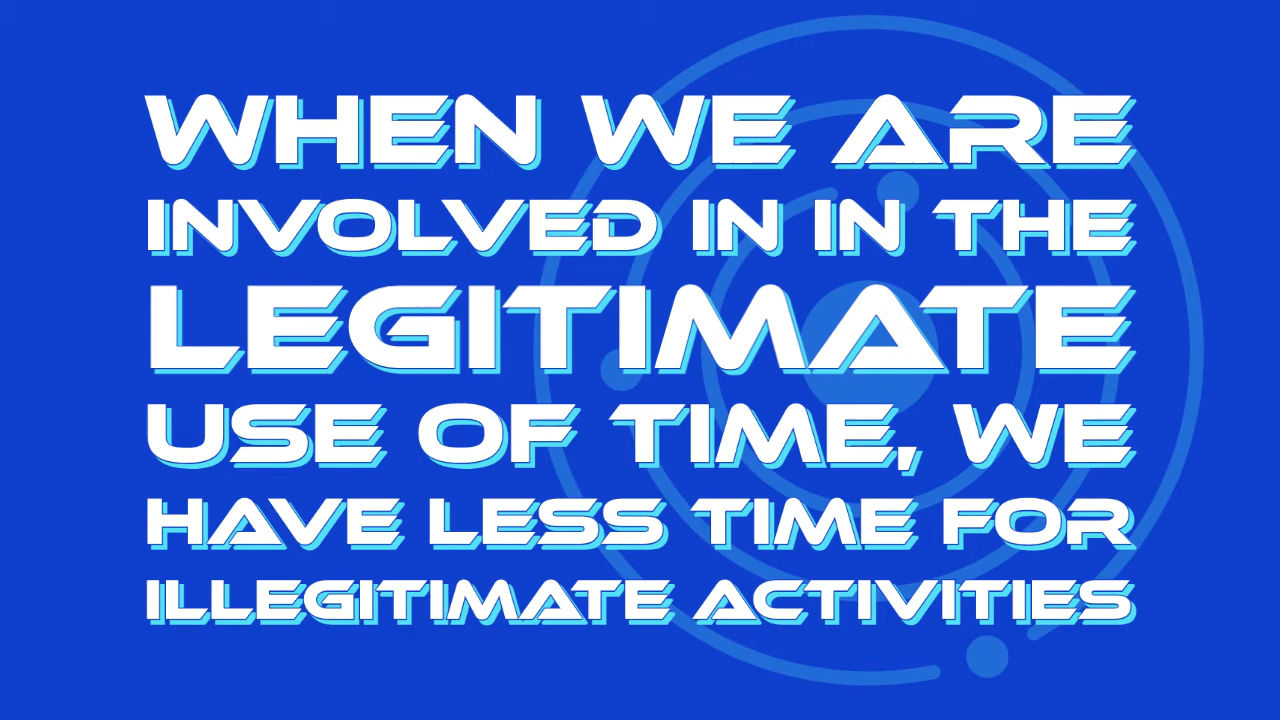 WHEN WE ARE
INVOLVED IN IN THE
LEGITIMATE
USE OF TIME, WE
HAVE LESS TIME FOR
ILLEGITIMATE ACTIVITIES